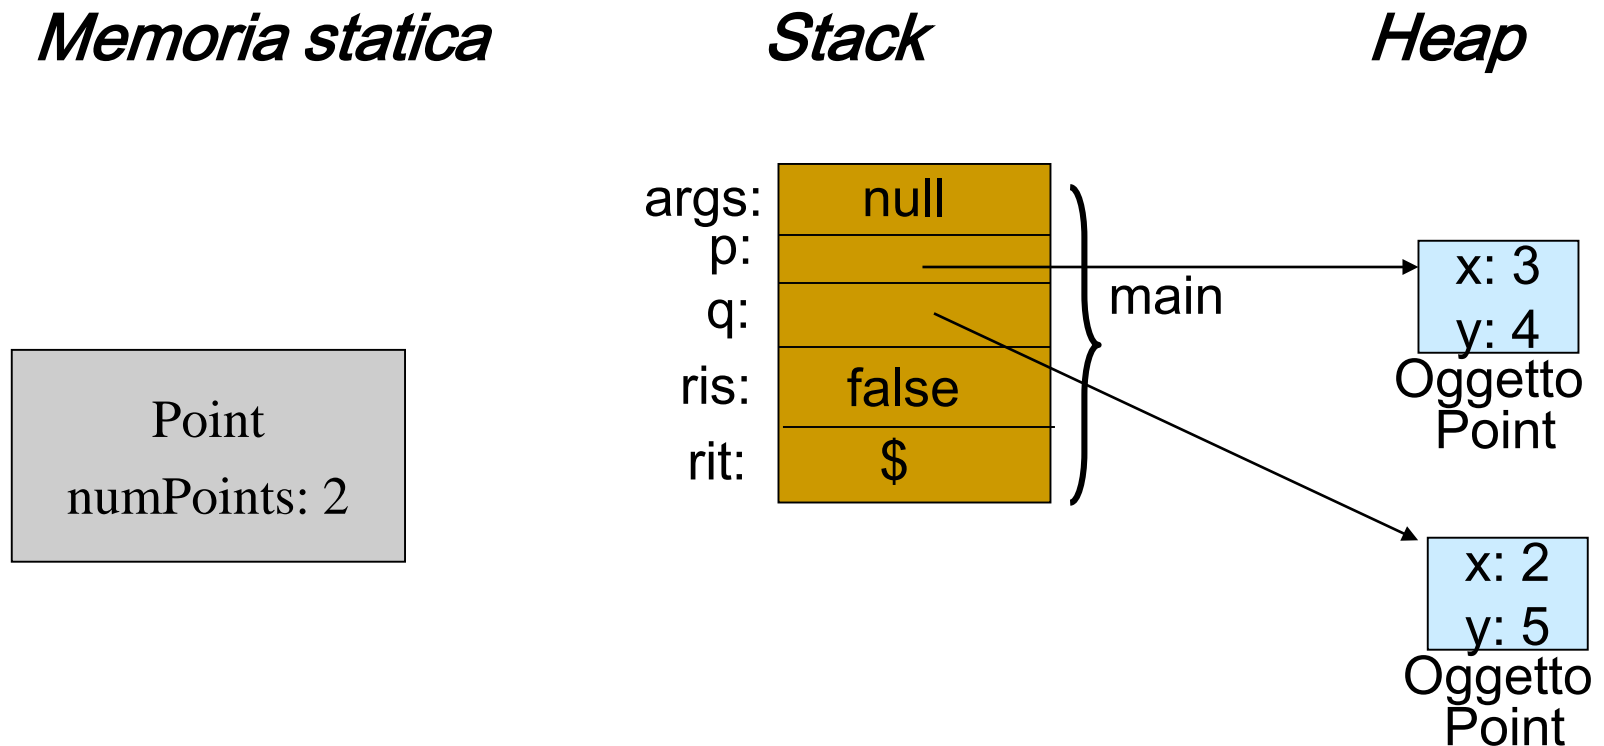 Memoria statica
Stack
Heap
args: null
p:
q:
ris: false
rit: $
main
Point
numPoints: 2
x: 3
y: 4
Oggetto
Point
x: 2
y: 5
Oggetto
Point